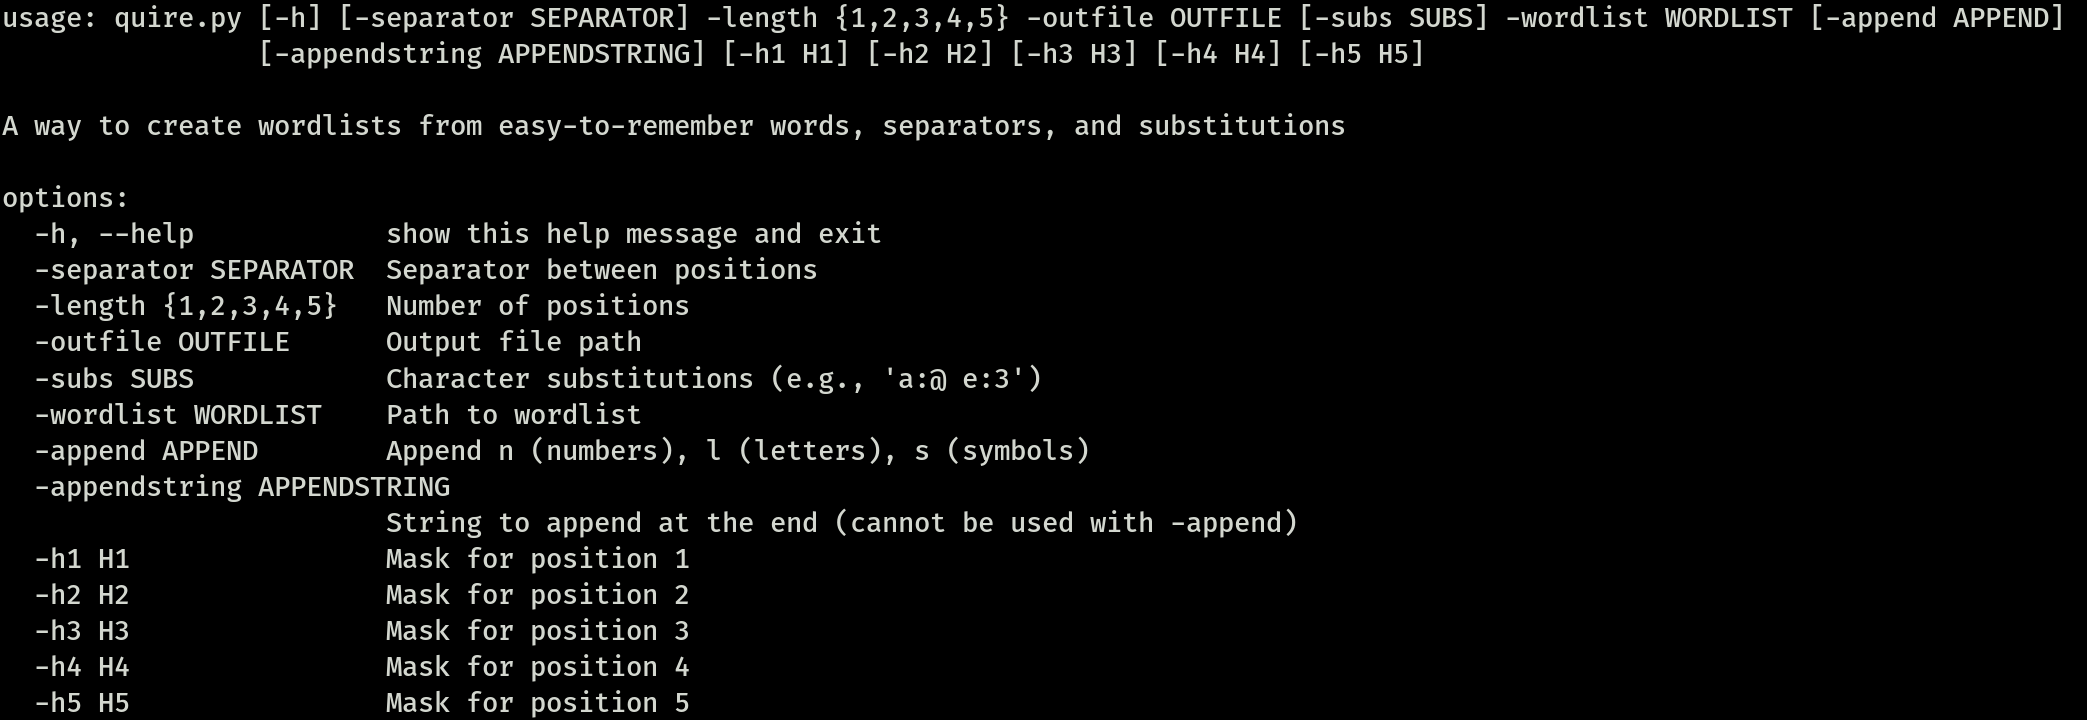 usage: quire.py [-h] [-separator SEPARATOR] -length {1,2,3,4,5} -outfile OUTFILE [-subs SUBS] -wordlist WORDLIST [-append APPEND]
                [-appendstring APPENDSTRING] [-h1 H1] [-h2 H2] [-h3 H3] [-h4 H4] [-h5 H5]

A way to create wordlists from easy-to-remember words, separators, and substitutions

options:
  -h, --help            show this help message and exit
  -separator SEPARATOR  Separator between positions
  -length {1,2,3,4,5}   Number of positions
  -outfile OUTFILE      Output file path
  -subs SUBS            Character substitutions (e.g., 'a:@ e:3')
  -wordlist WORDLIST    Path to wordlist
  -append APPEND        Append n (numbers), l (letters), s (symbols)
  -appendstring APPENDSTRING
                        String to append at the end (cannot be used with -append)
  -h1 H1                Mask for position 1
  -h2 H2                Mask for position 2
  -h3 H3                Mask for position 3
  -h4 H4                Mask for position 4
  -h5 H5                Mask for position 5